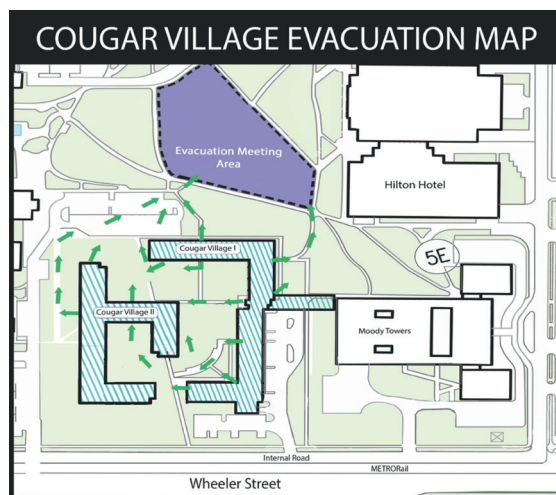 COUGAR VILLAGE EVACUATION MAP
Evacuation Meeting
Area
Hilton Hotel
Cougar Village I
5E
Cougar Village II
Moody Towers
Internal Road
METRORail
Wheeler Street